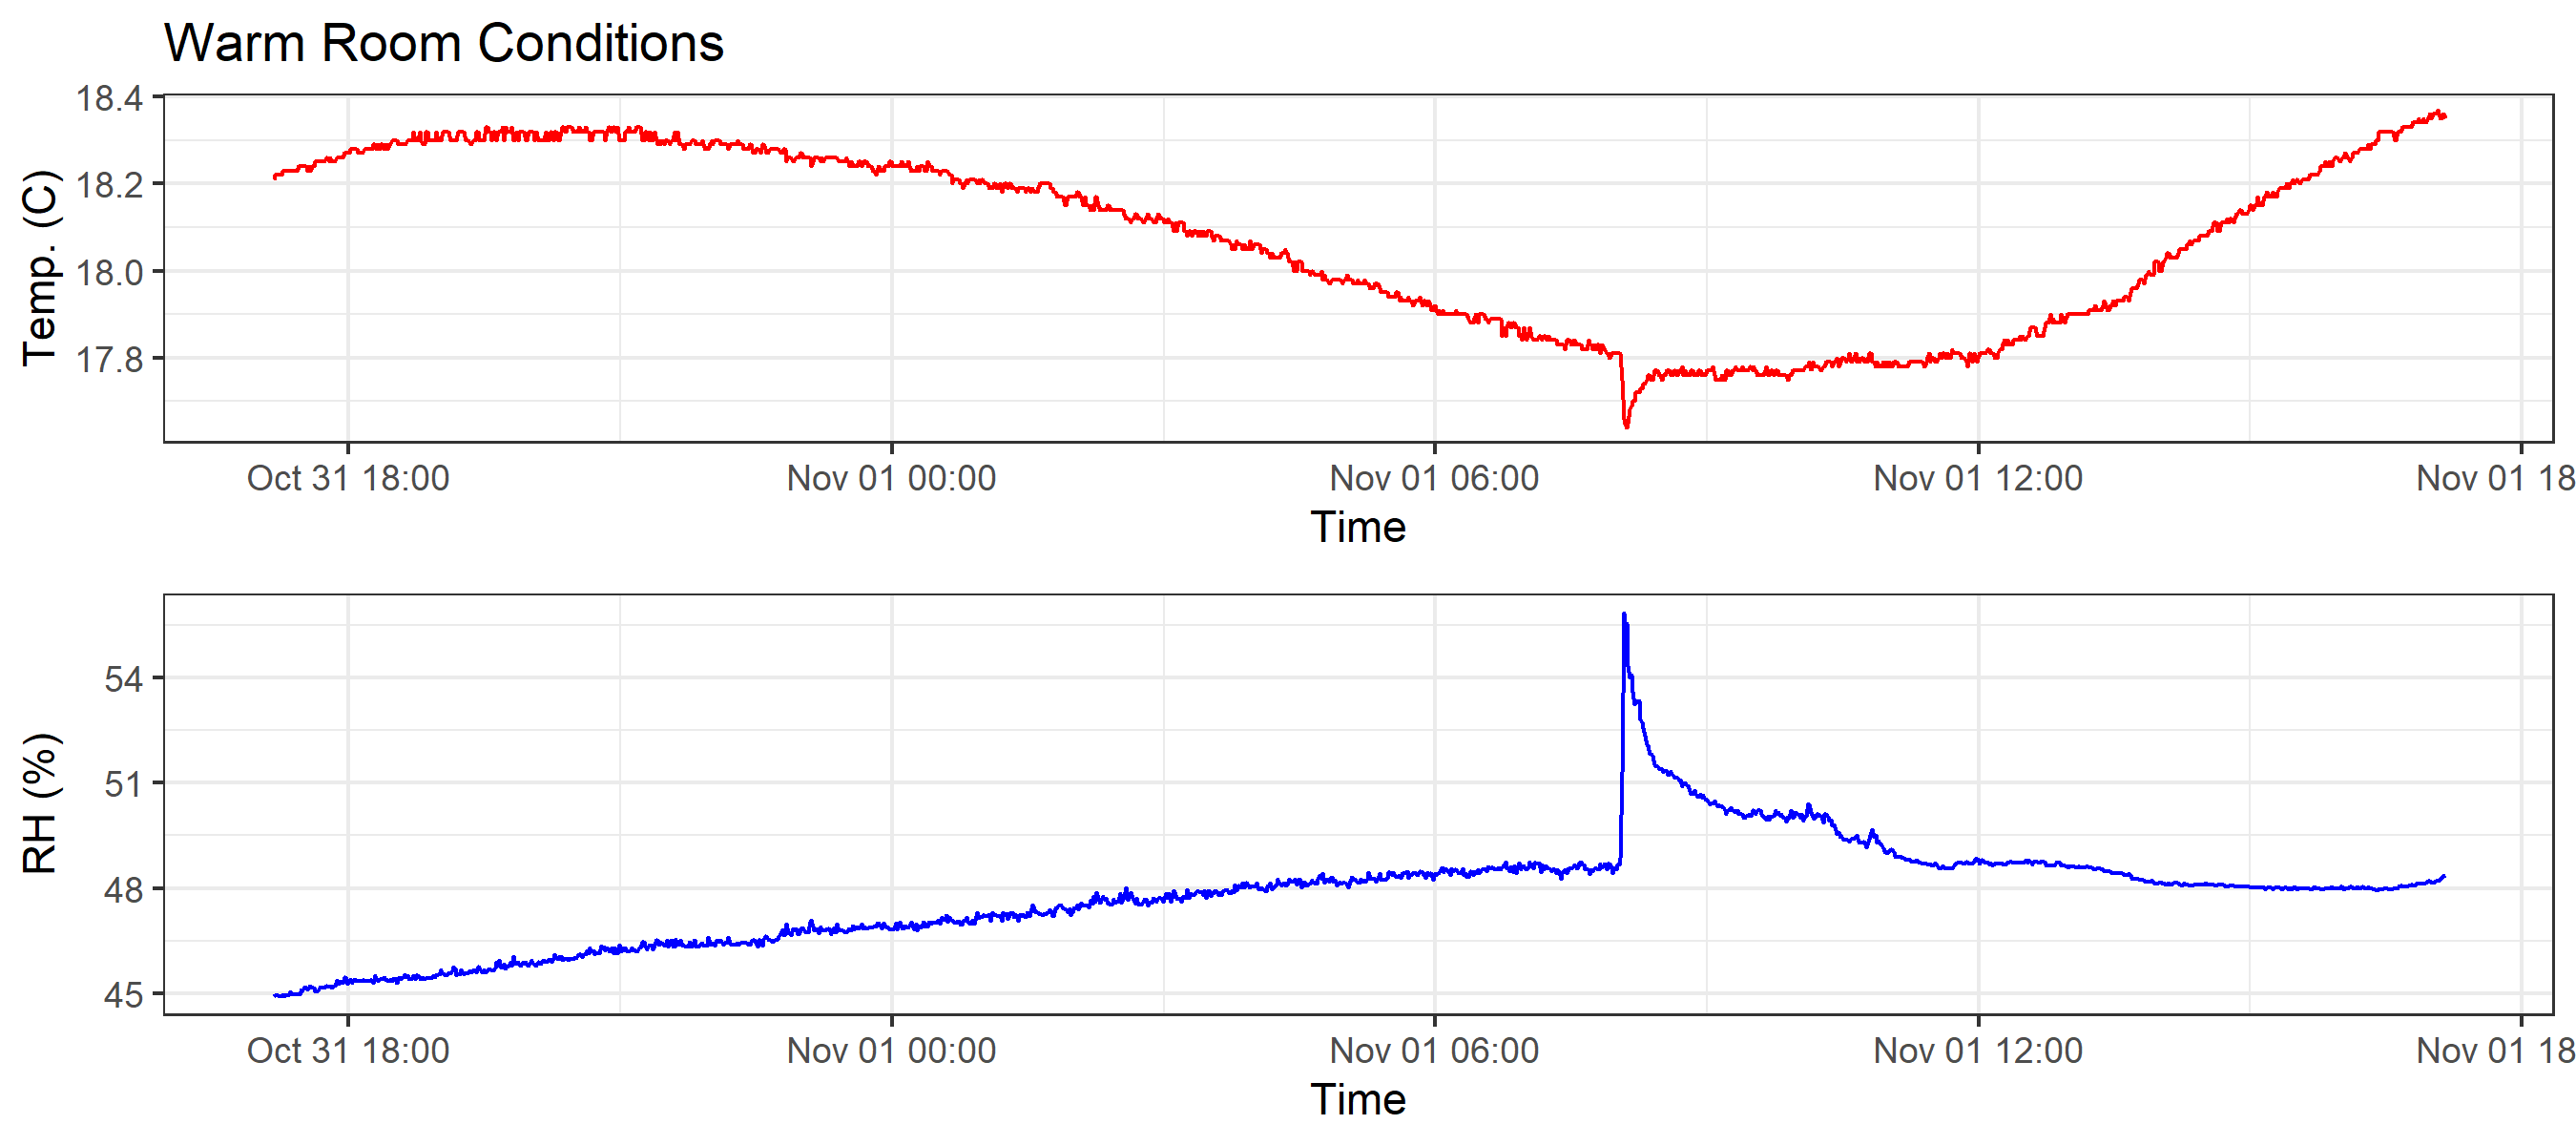 Warm Room Conditions
18.4
18.2
18.0
17.8
Temp. (C)
Oct 31 18:00 Nov 01 00:00 Nov 01 06:00 Nov 01 12:00 Nov 01 18
Time
54
51
48
45
RH (%)
Oct 31 18:00 Nov 01 00:00 Nov 01 06:00 Nov 01 12:00 Nov 01 18
Time